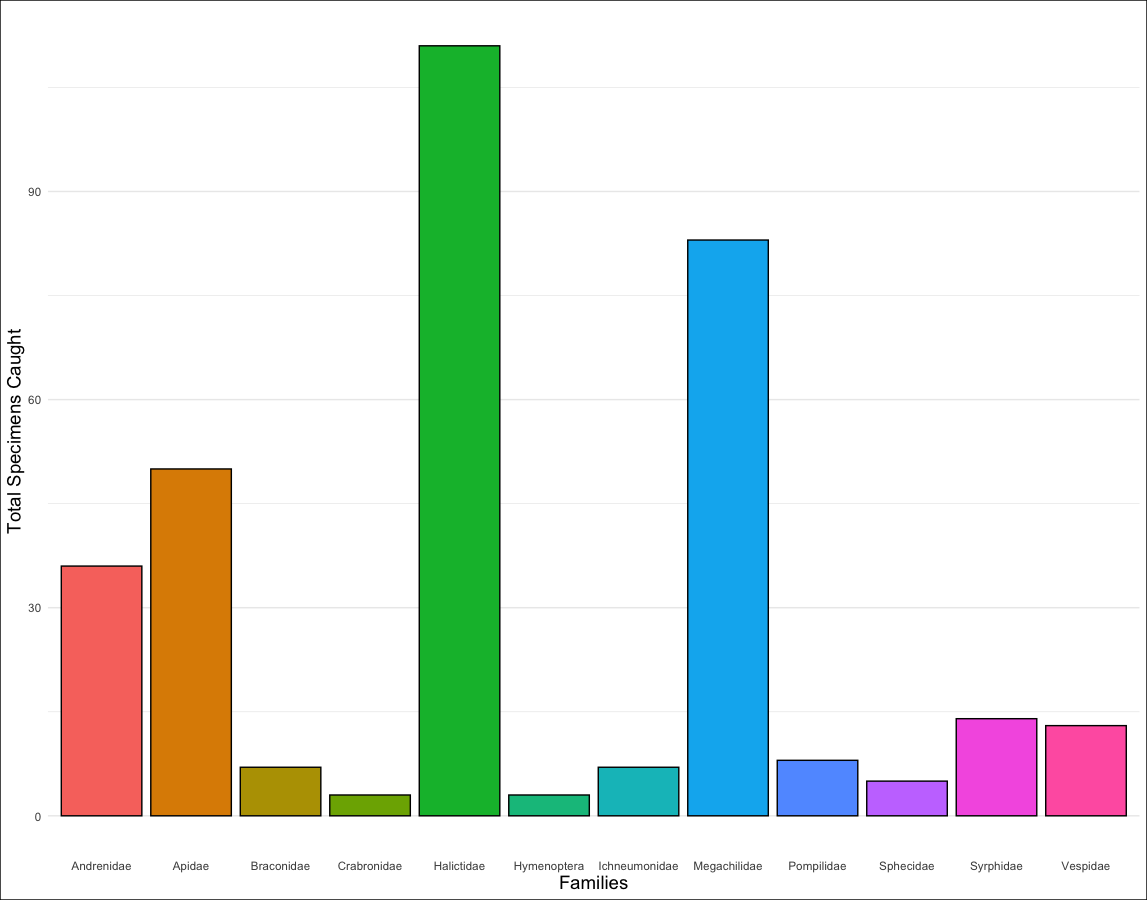 Total Specimens Caught
90
60
30
0
Andrenidae Apidae Braconidae Crabronidae Halictidae Hymenoptera Ichneumonidae Megachilidae Pompilidae Sphecidae Syrphidae Vespidae
Families